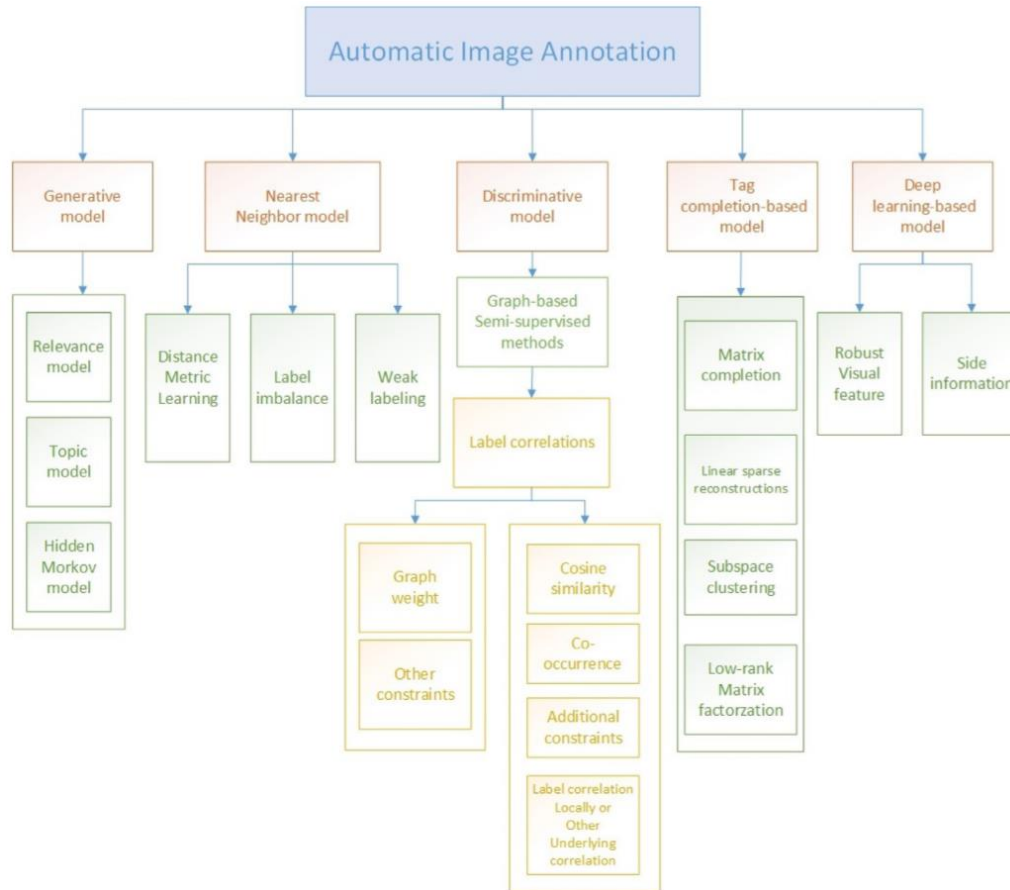 Automatic Image Annotation
Generative
model
Nearest
Neighbor model
Discriminative
model
Tag
completion-based
model
Deep
learning-based
model
Relevance
model
Topic
model
Hidden
Morkov
model
Distance
Metric
Learning
Label
imbalance
Weak
labeling
Graph-based
Semi-supervised
methods
Label correlations
Graph
weight
Other
constraints
Cosine
similarity
Co-
occurrence
Additional
constraints
Label correlation
Locally or
Other
Underlying
correlation
Matrix
completion
Linear sparse
reconstructions
Subspace
clustering
Low-rank
Matrix
factorzation
Robust
Visual
feature
Side
information